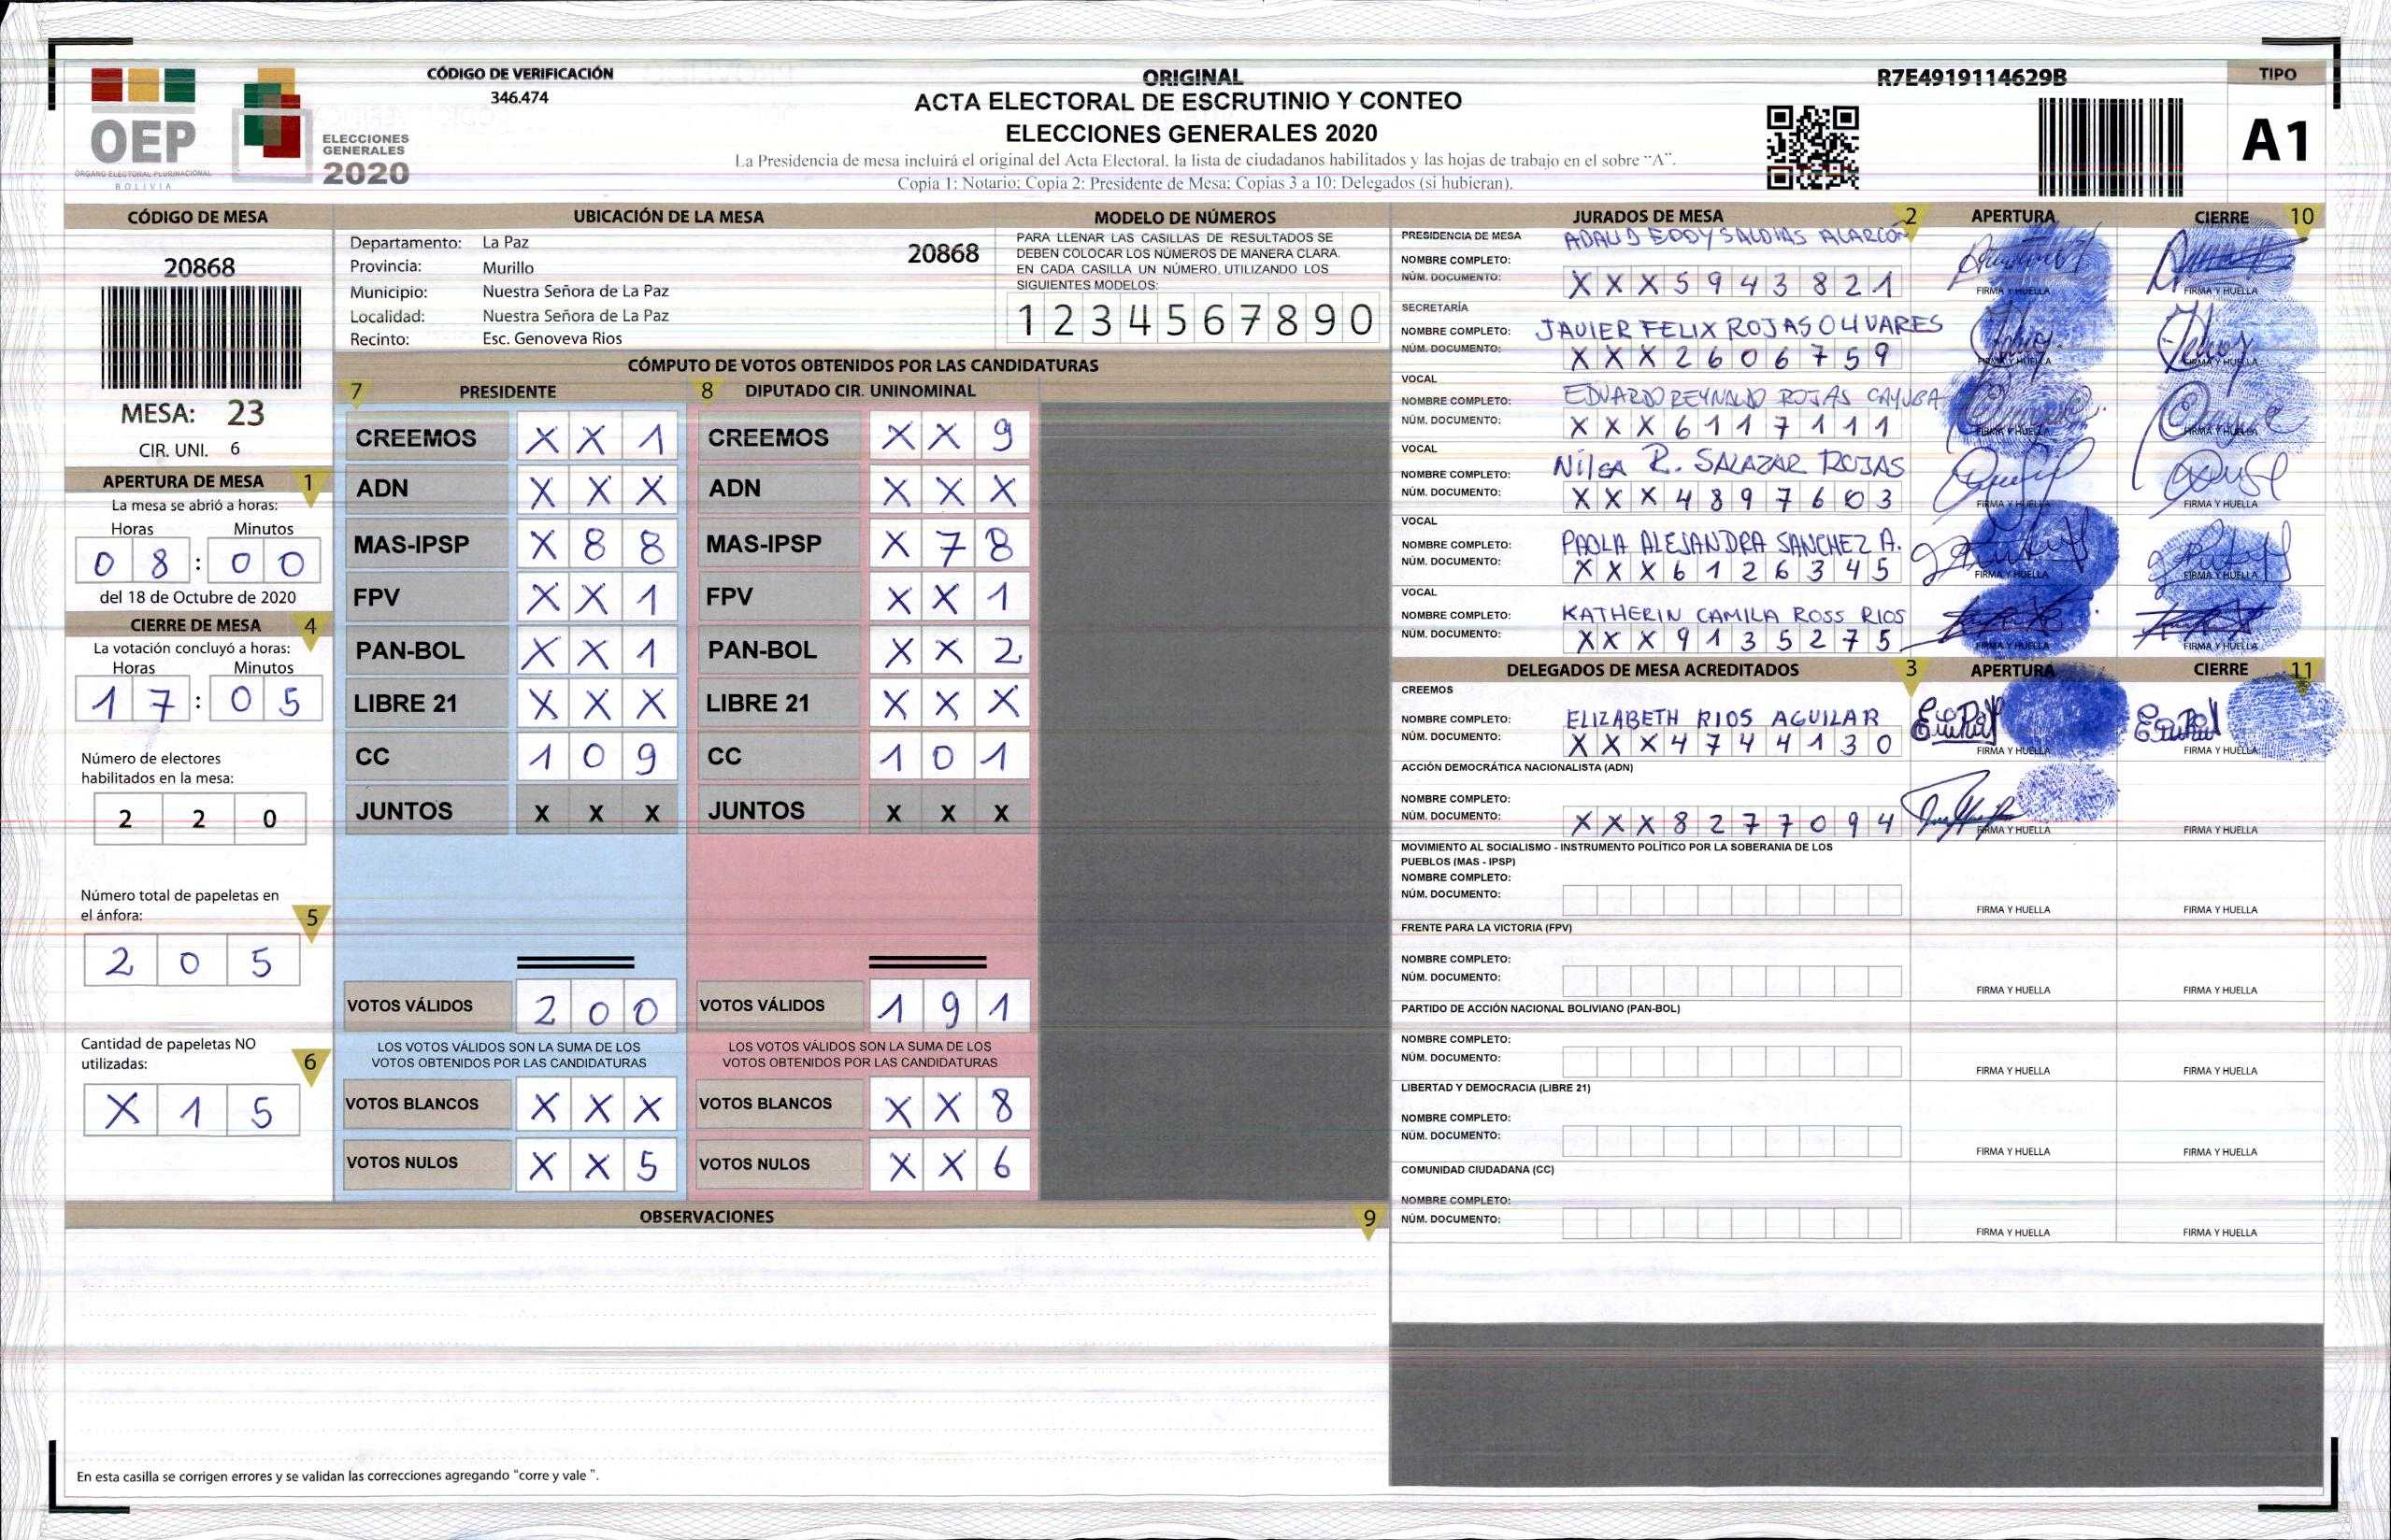 CÓDIGO DE VERIFICACIÓN
346.474
OEP
ÓRGANO ELECTORAL PLURINACIONAL
BOLIVIA
ELECCIONES
GENERALES
2020
ORIGINAL
ACTA ELECTORAL DE ESCRUTINIO Y CONTEO
ELECCIONES GENERALES 2020
La Presidencia de mesa incluirá el original del Acta Electoral, la lista de ciudadanos habilitados y las hojas de trabajo en el sobre "A".
Copia 1: Notario; Copia 2: Presidente de Mesa; Copias 3 a 10: Delegados (si hubieran).
R7E4919114629B
TIPO
A1
CÓDIGO DE MESA
20868
MESA: 23
CIR. UNI. 6
APERTURA DE MESA 1
La mesa se abrió a horas:
Horas Minutos
0 8 : 0 0
del 18 de Octubre de 2020
CIERRE DE MESA 4
La votación concluyó a horas:
Horas Minutos
1 7 : 0 5
Número de electores
habilitados en la mesa:
2 2 0
Número total de papeletas en
el ánfora: 5
2 0 5
Cantidad de papeletas NO
utilizadas: 6
X 1 5
UBICACIÓN DE LA MESA
Departamento: La Paz 20868
Provincia: Murillo
Municipio: Nuestra Señora de La Paz
Localidad: Nuestra Señora de La Paz
Recinto: Esc. Genoveva Rios
MODELO DE NÚMEROS
PARA LLENAR LAS CASILLAS DE RESULTADOS SE
DEBEN COLOCAR LOS NÚMEROS DE MANERA CLARA.
EN CADA CASILLA UN NÚMERO, UTILIZANDO LOS
SIGUIENTES MODELOS:
1 2 3 4 5 6 7 8 9 0
CÓMPUTO DE VOTOS OBTENIDOS POR LAS CANDIDATURAS
7 PRESIDENTE
CREEMOS X X 1
ADN X X X
MAS-IPSP X 8 8
FPV X X 1
PAN-BOL X X 1
LIBRE 21 X X X
CC 1 0 9
JUNTOS X X X
VOTOS VÁLIDOS 2 0 0
LOS VOTOS VÁLIDOS SON LA SUMA DE LOS
VOTOS OBTENIDOS POR LAS CANDIDATURAS
VOTOS BLANCOS X X X
VOTOS NULOS X X 5
8 DIPUTADO CIR. UNINOMINAL
CREEMOS X X 9
ADN X X X
MAS-IPSP X 7 8
FPV X X 1
PAN-BOL X X 2
LIBRE 21 X X X
CC 1 0 1
JUNTOS X X X
VOTOS VÁLIDOS 1 9 1
LOS VOTOS VÁLIDOS SON LA SUMA DE LOS
VOTOS OBTENIDOS POR LAS CANDIDATURAS
VOTOS BLANCOS X X 8
VOTOS NULOS X X 6
OBSERVACIONES 9
En esta casilla se corrigen errores y se validan las correcciones agregando "corre y vale ".
JURADOS DE MESA 2 APERTURA CIERRE 10
PRESIDENCIA DE MESA
NOMBRE COMPLETO: EDDY SALDIAS ALARCÓN
NÚM. DOCUMENTO: X X X 5 9 4 3 8 2 1
FIRMA Y HUELLA FIRMA Y HUELLA
SECRETARÍA
NOMBRE COMPLETO: JAVIER FELIX ROJAS OLIVARES
NÚM. DOCUMENTO: X X X 2 6 0 6 7 5 9
FIRMA Y HUELLA FIRMA Y HUELLA
VOCAL
NOMBRE COMPLETO: EDUARDO REYNALDO ROJAS CAYUBA
NÚM. DOCUMENTO: X X X 6 1 1 7 1 1 1
FIRMA Y HUELLA FIRMA Y HUELLA
VOCAL
NOMBRE COMPLETO: Nilsa R. SALAZAR ROJAS
NÚM. DOCUMENTO: X X X 4 8 9 7 6 0 3
FIRMA Y HUELLA FIRMA Y HUELLA
VOCAL
NOMBRE COMPLETO: PAOLA ALEJANDRA SANCHEZ A.
NÚM. DOCUMENTO: X X X 6 1 2 6 3 4 5
FIRMA Y HUELLA FIRMA Y HUELLA
VOCAL
NOMBRE COMPLETO: KATHERIN CAMILA ROSS RIOS
NÚM. DOCUMENTO: X X X 9 1 3 5 2 7 5
FIRMA Y HUELLA FIRMA Y HUELLA
DELEGADOS DE MESA ACREDITADOS 3 APERTURA CIERRE 11
CREEMOS
NOMBRE COMPLETO: ELIZABETH RIOS AGUILAR
NÚM. DOCUMENTO: X X X 4 7 4 4 1 3 0
FIRMA Y HUELLA FIRMA Y HUELLA
ACCIÓN DEMOCRÁTICA NACIONALISTA (ADN)
NOMBRE COMPLETO:
NÚM. DOCUMENTO: X X X 8 2 7 7 0 9 4
FIRMA Y HUELLA FIRMA Y HUELLA
MOVIMIENTO AL SOCIALISMO - INSTRUMENTO POLÍTICO POR LA SOBERANIA DE LOS
PUEBLOS (MAS - IPSP)
NOMBRE COMPLETO:
NÚM. DOCUMENTO:
FIRMA Y HUELLA FIRMA Y HUELLA
FRENTE PARA LA VICTORIA (FPV)
NOMBRE COMPLETO:
NÚM. DOCUMENTO:
FIRMA Y HUELLA FIRMA Y HUELLA
PARTIDO DE ACCIÓN NACIONAL BOLIVIANO (PAN-BOL)
NOMBRE COMPLETO:
NÚM. DOCUMENTO:
FIRMA Y HUELLA FIRMA Y HUELLA
LIBERTAD Y DEMOCRACIA (LIBRE 21)
NOMBRE COMPLETO:
NÚM. DOCUMENTO:
FIRMA Y HUELLA FIRMA Y HUELLA
COMUNIDAD CIUDADANA (CC)
NOMBRE COMPLETO:
NÚM. DOCUMENTO:
FIRMA Y HUELLA FIRMA Y HUELLA